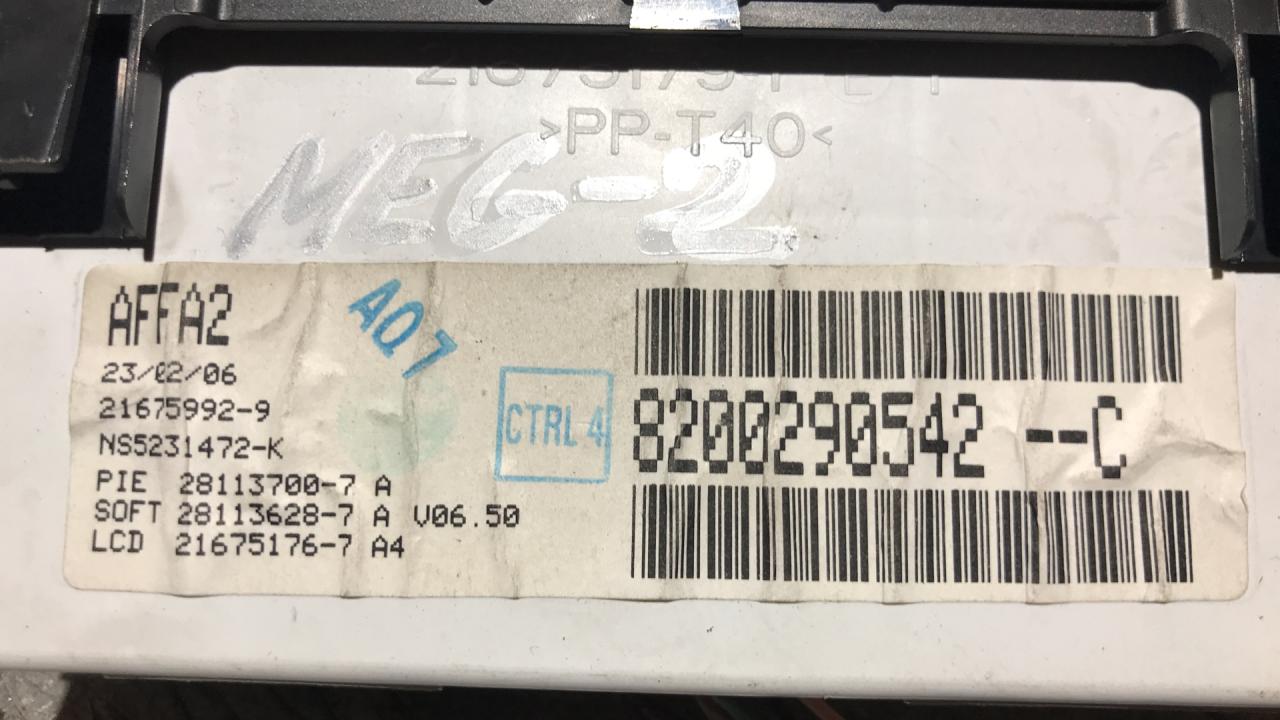 >PP-T40<
MEG-2
AFFA2
AQ7
23/02/06
21675992-9
NS5231472-K
PIE 28113700-7 A
SOFT 28113628-7 A V06.50
LCD 21675176-7 A4
CTRL 4
8200290542 --C